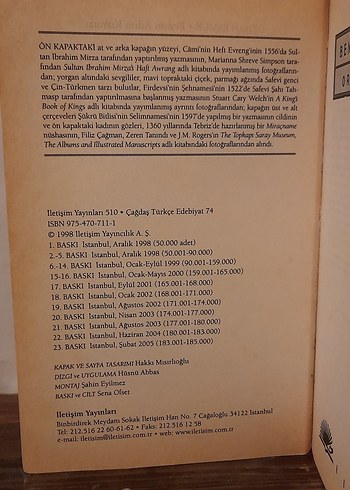 ÖN KAPAKTAKI at ve arka kapağın yüzeyi, Câmi'nin Heft Evreng'inin 1556'da Sul-
tan İbrahim Mirza tarafından yaptırılmış yazmasının, Marianna Shreve Simpson tara-
fından Sultan Ibrahim Mirza's Haft Awrang adlı kitabında yayımlanmış fotoğrafların-
dan; yorgan altındaki sevgililer, mavi topraktaki çiçek, parmağı ağzında Safevi genci
ve Çin-Türkmen tarzı bulutlar, Firdevsi'nin Şehnamesi'nin 1522'de Safevi Şahı Tah-
masp tarafından yaptırılmasına başlanmış yazmasının Stuart Cary Welch'in A King's
Book of Kings adlı kitabında yayımlanmış ayrıntı fotoğraflarından; kapağın üst ve alt
çerçeveleri Şükrü Bitlisi'nin Selimnamesi'nin 1597'de yapılmış bir yazmasının cildinin
ve ön kapaktaki kadının gözleri, 1360 yıllarında Tebriz'de hazırlanmış bir Miraçname
nüshasının, Filiz Çağman, Zeren Tanındı ve J.M. Rogers'ın The Topkapı Saray Museum,
The Albums and Illustrated Manuscripts adlı kitabındaki fotoğraflarından alındı.
İletişim Yayınları 510 • Çağdaş Türkçe Edebiyat 74
ISBN 975-470-711-1
© 1998 İletişim Yayıncılık A. Ş.
1. BASKI İstanbul, Aralık 1998 (50.000 adet)
2.-5. BASKI İstanbul, Aralık 1998 (50.001-90.000)
6.-14. BASKI İstanbul, Ocak-Eylül 1999 (90.001-159.000)
15-16. BASKI İstanbul, Ocak-Mayıs 2000 (159.001-165.000)
17. BASKI İstanbul, Eylül 2001 (165.001-168.000)
18. BASKI İstanbul, Ocak 2002 (168.001-171.000)
19. BASKI İstanbul, Ağustos 2002 (171.001-174.000)
20. BASKI İstanbul, Nisan 2003 (174.001-177.000)
21. BASKI İstanbul, Ağustos 2003 (177.001-180.000)
22. BASKI İstanbul, Haziran 2004 (180.001-183.000)
23. BASKI İstanbul, Şubat 2005 (183.001-185.000)
KAPAK VE SAYFA TASARIMI Hakkı Mısırlıoğlu
DİZGİ ve UYGULAMA Hüsnü Abbas
MONTAJ Şahin Eyilmez
BASKI ve CİLT Sena Ofset
İletişim Yayınları
Binbirdirek Meydanı Sokak İletişim Han No. 7 Cağaloğlu 34122 İstanbul
Tel: 212.516 22 60-61-62 • Faks: 212.516 12 58
e-mail: iletisim@iletisim.com.tr • web: www.iletisim.com.tr